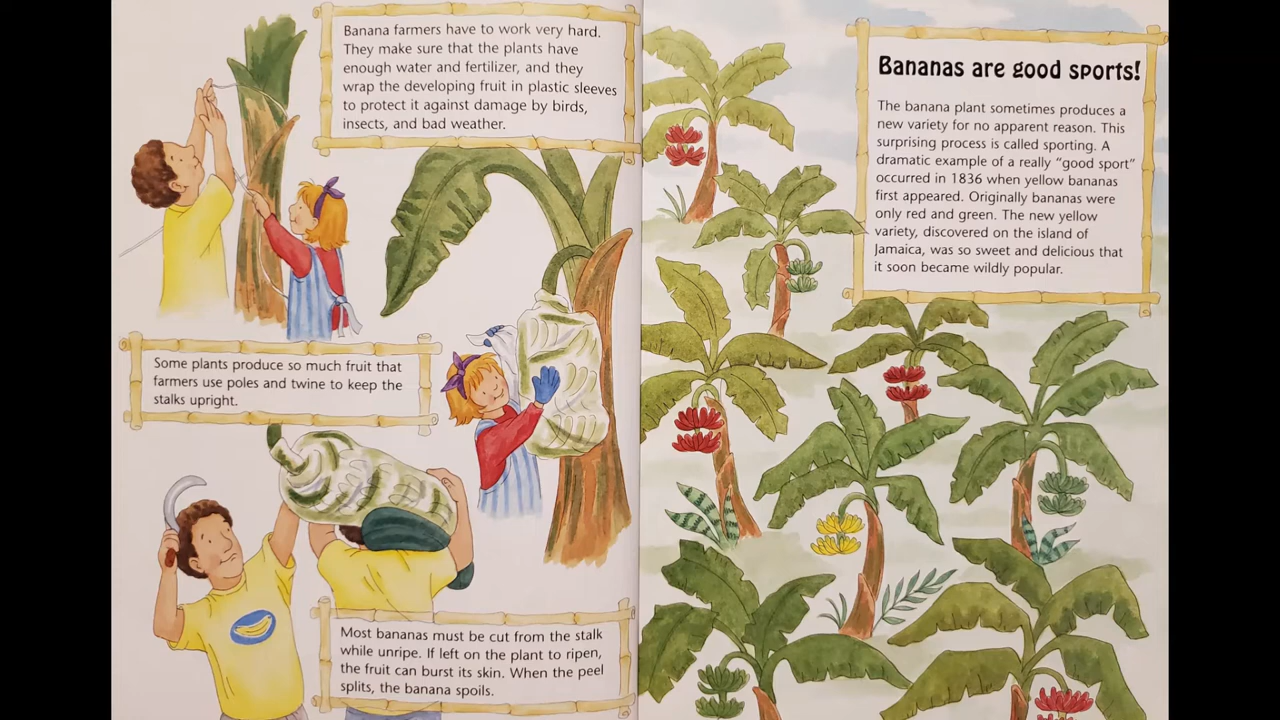 Banana farmers have to work very hard.
They make sure that the plants have
enough water and fertilizer, and they
wrap the developing fruit in plastic sleeves
to protect it against damage by birds,
insects, and bad weather.
Some plants produce so much fruit that
farmers use poles and twine to keep the
stalks upright.
Most bananas must be cut from the stalk
while unripe. If left on the plant to ripen,
the fruit can burst its skin. When the peel
splits, the banana spoils.
Bananas are good sports!
The banana plant sometimes produces a
new variety for no apparent reason. This
surprising process is called sporting. A
dramatic example of a really “good sport”
occurred in 1836 when yellow bananas
first appeared. Originally bananas were
only red and green. The new yellow
variety, discovered on the island of
Jamaica, was so sweet and delicious that
it soon became wildly popular.